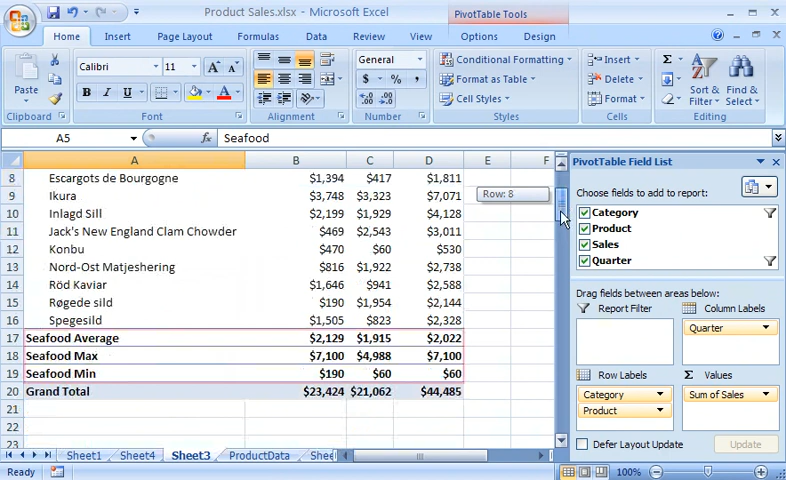 Product Sales.xlsx - Microsoft Excel
PivotTable Tools
Home Insert Page Layout Formulas Data Review View Options Design
Paste
Clipboard
Calibri 11
B I U A
Font
Alignment
General
$ % ,
Number
Conditional Formatting
Format as Table
Cell Styles
Styles
Insert
Delete
Format
Cells
Σ
Sort & Filter
Find & Select
Editing
A5 fx Seafood
A B C D E F
8 Escargots de Bourgogne $1,394 $417 $1,811
9 Ikura $3,748 $3,323 $7,071
10 Inlagd Sill $2,199 $1,929 $4,128
11 Jack's New England Clam Chowder $469 $2,543 $3,011
12 Konbu $470 $60 $530
13 Nord-Ost Matjeshering $816 $1,922 $2,738
14 Röd Kaviar $1,646 $941 $2,588
15 Røgede sild $190 $1,954 $2,144
16 Spegesild $1,505 $823 $2,328
17 Seafood Average $2,129 $1,915 $2,022
18 Seafood Max $7,100 $4,988 $7,100
19 Seafood Min $190 $60 $60
20 Grand Total $23,424 $21,062 $44,485
21
22
23
Row: 8
PivotTable Field List
Choose fields to add to report:
Category
Product
Sales
Quarter
Drag fields between areas below:
Report Filter
Column Labels
Quarter
Row Labels
Σ Values
Category
Product
Sum of Sales
Defer Layout Update
Update
Sheet1 Sheet4 Sheet3 ProductData Shee
Ready
100%